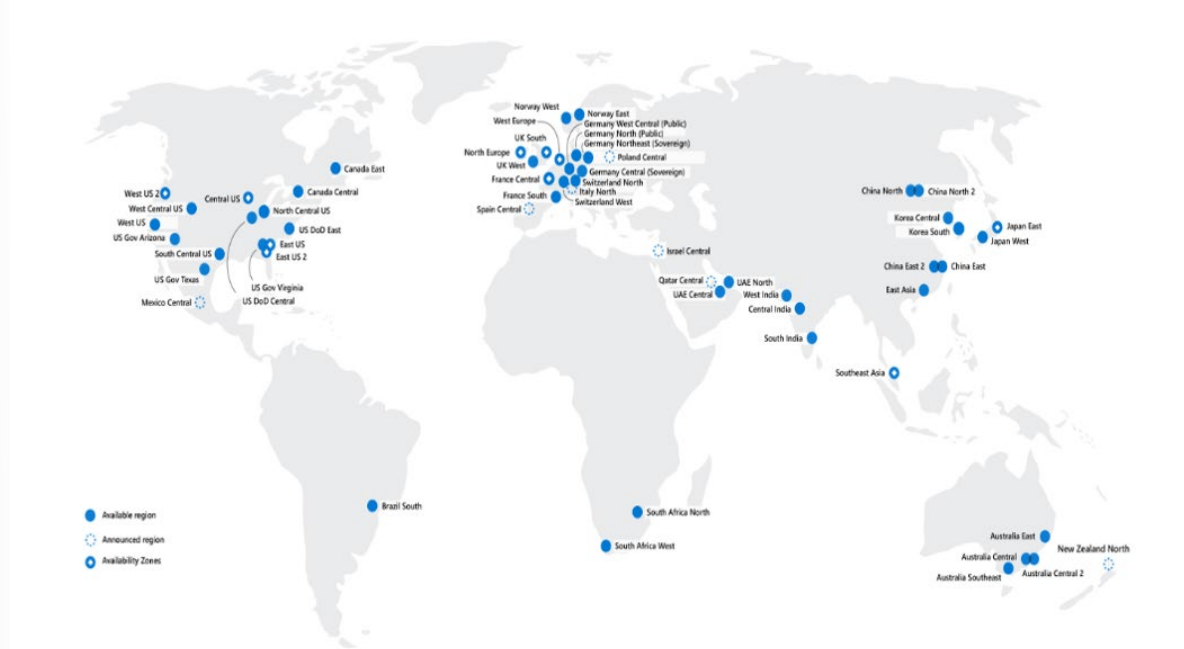 Norway West
Norway East
West Europe
Germany West Central (Public)
Germany North (Public)
UK South
Germany Northeast (Sovereign)
North Europe
Poland Central
UK West
Germany Central (Sovereign)
France Central
Switzerland North
Italy North
France South
Switzerland West
Spain Central
Canada East
West US 2
Central US
Canada Central
West Central US
North Central US
West US
US DoD East
US Gov Arizona
East US
South Central US
East US 2
US Gov Texas
US Gov Virginia
Mexico Central
US DoD Central
China North
China North 2
Korea Central
Japan East
Korea South
Japan West
Israel Central
China East 2
China East
Qatar Central
UAE North
UAE Central
West India
East Asia
Central India
South India
Southeast Asia
Brazil South
South Africa North
South Africa West
Australia East
Australia Central
New Zealand North
Australia Southeast
Australia Central 2
Available region
Announced region
Availability Zones